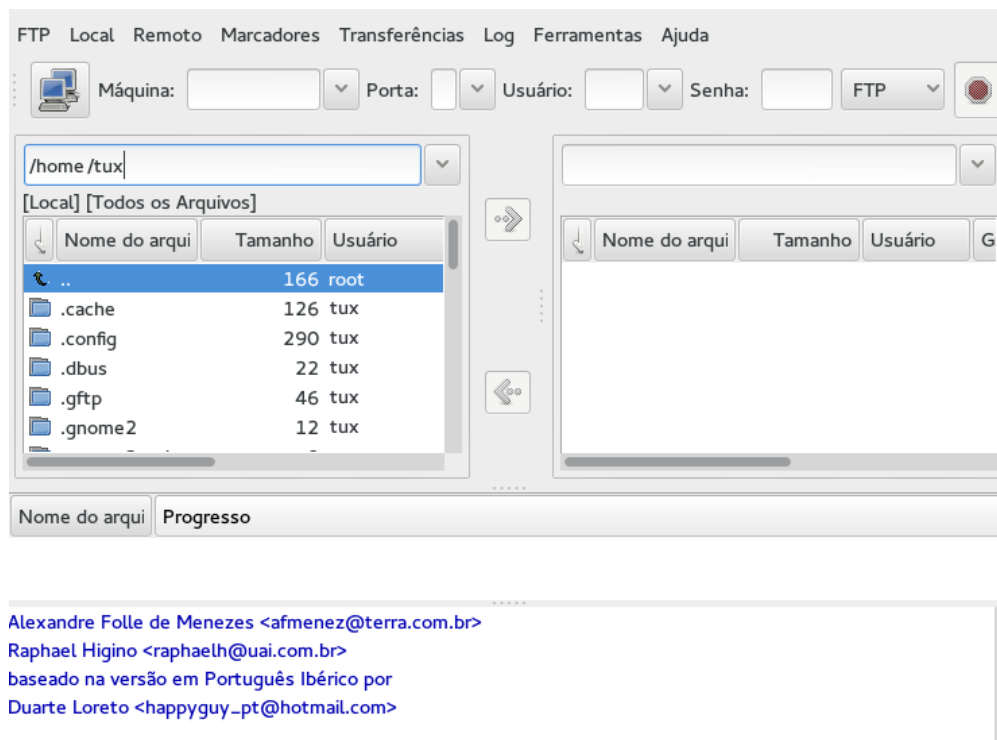 FTP Local Remoto Marcadores Transferências Log Ferramentas Ajuda
Máquina: Porta: Usuário: Senha: FTP
/home/tux
[Local] [Todos os Arquivos]
Nome do arqui Tamanho Usuário
.. 166 root
.cache 126 tux
.config 290 tux
.dbus 22 tux
.gftp 46 tux
.gnome2 12 tux
Nome do arqui Tamanho Usuário G
Nome do arqui Progresso
Alexandre Folle de Menezes <afmenez@terra.com.br>
Raphael Higino <raphaelh@uai.com.br>
baseado na versão em Português Ibérico por
Duarte Loreto <happyguy_pt@hotmail.com>